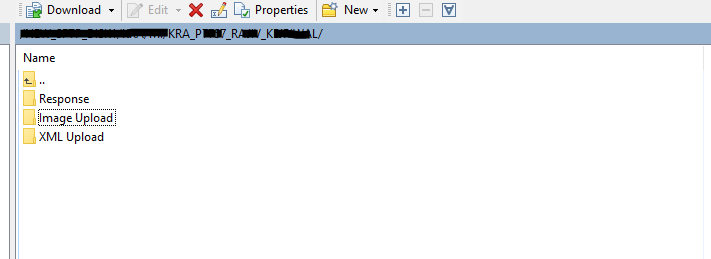 Download Edit Properties New
Name
..
Response
Image Upload
XML Upload